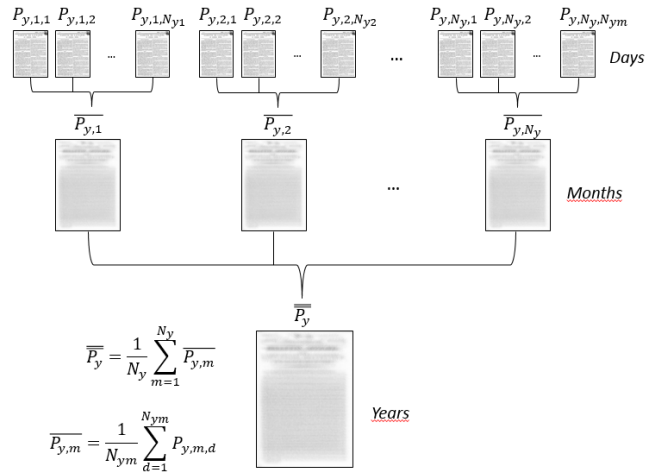 P_{y,1,1} P_{y,1,2} P_{y,1,N_{y1}} P_{y,2,1} P_{y,2,2} P_{y,2,N_{y2}} P_{y,N_y,1} P_{y,N_y,2} P_{y,N_y,N_{ym}}
... ... ... ... Days
\overline{P_{y,1}} \overline{P_{y,2}} \overline{P_{y,N_y}}
... Months
\overline{\overline{P_y}}
\overline{\overline{P_y}} = \frac{1}{N_y} \sum_{m=1}^{N_y} \overline{P_{y,m}}
Years
\overline{P_{y,m}} = \frac{1}{N_{ym}} \sum_{d=1}^{N_{ym}} P_{y,m,d}